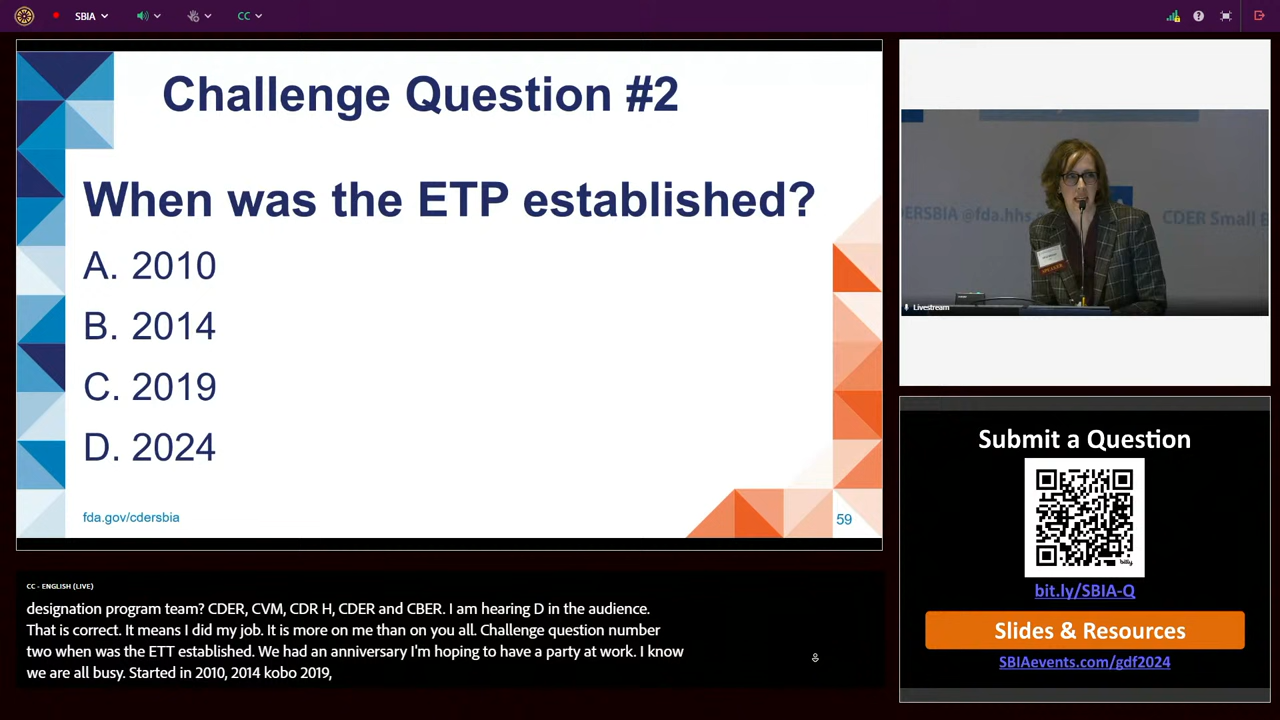 SBIA
CC
Challenge Question #2
When was the ETP established?
A. 2010
B. 2014
C. 2019
D. 2024
fda.gov/cdersbia
59
DERSBIA @fda.hhs.g
CDER Small B
SPEAKER
Livestream
Submit a Question
bitly
bit.ly/SBIA-Q
Slides & Resources
SBIAevents.com/gdf2024
CC - ENGLISH (LIVE)
designation program team? CDER, CVM, CDR H, CDER and CBER. I am hearing D in the audience.
That is correct. It means I did my job. It is more on me than on you all. Challenge question number
two when was the ETT established. We had an anniversary I'm hoping to have a party at work. I know
we are all busy. Started in 2010, 2014 kobo 2019,